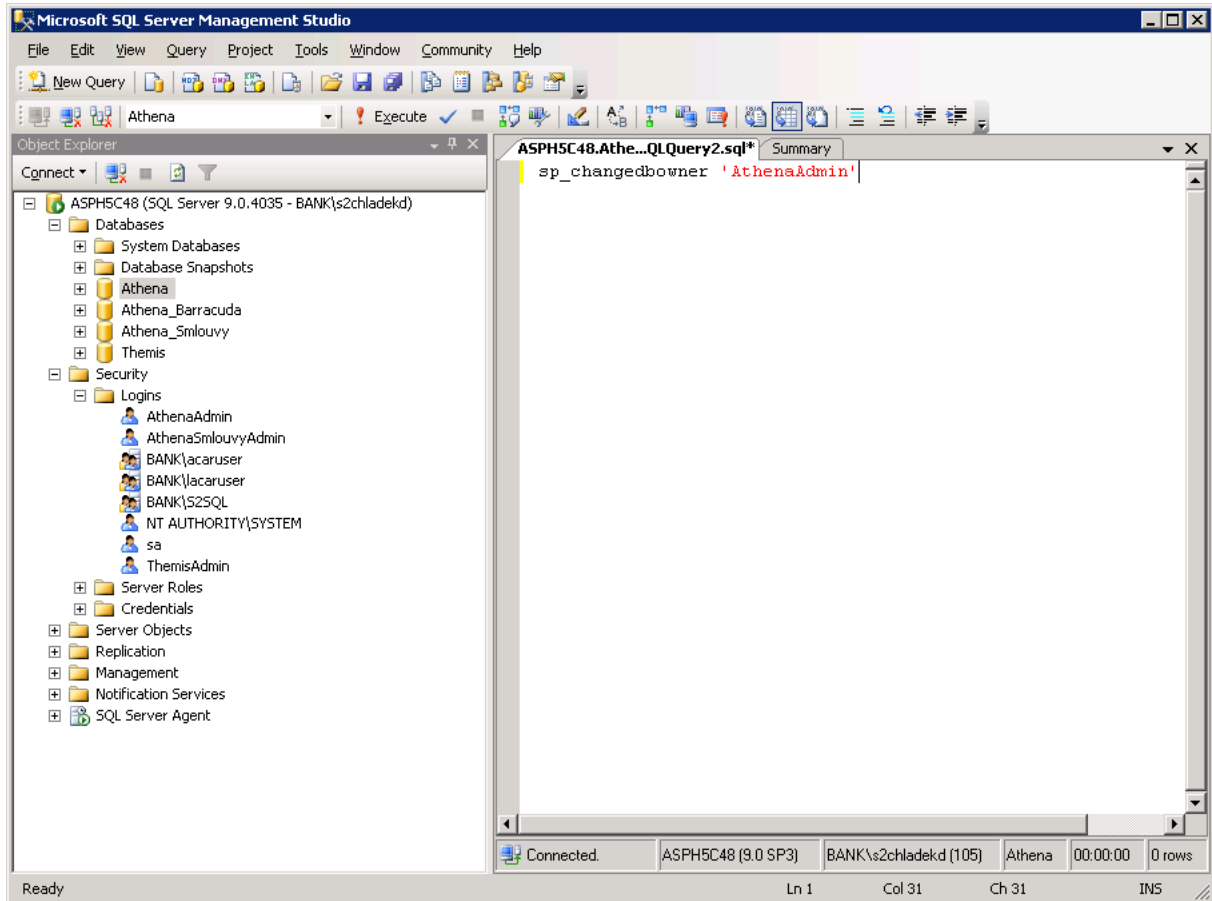 Microsoft SQL Server Management Studio
File Edit View Query Project Tools Window Community Help
New Query
Athena Execute
Object Explorer
ASPH5C48.Athe...QLQuery2.sql* Summary
Connect
sp_changedbowner 'AthenaAdmin'
ASPH5C48 (SQL Server 9.0.4035 - BANK\s2chladekd)
Databases
System Databases
Database Snapshots
Athena
Athena_Barracuda
Athena_Smlouvy
Themis
Security
Logins
AthenaAdmin
AthenaSmlouvyAdmin
BANK\acaruser
BANK\lacaruser
BANK\S2SQL
NT AUTHORITY\SYSTEM
sa
ThemisAdmin
Server Roles
Credentials
Server Objects
Replication
Management
Notification Services
SQL Server Agent
Connected. ASPH5C48 (9.0 SP3) BANK\s2chladekd (105) Athena 00:00:00 0 rows
Ready Ln 1 Col 31 Ch 31 INS